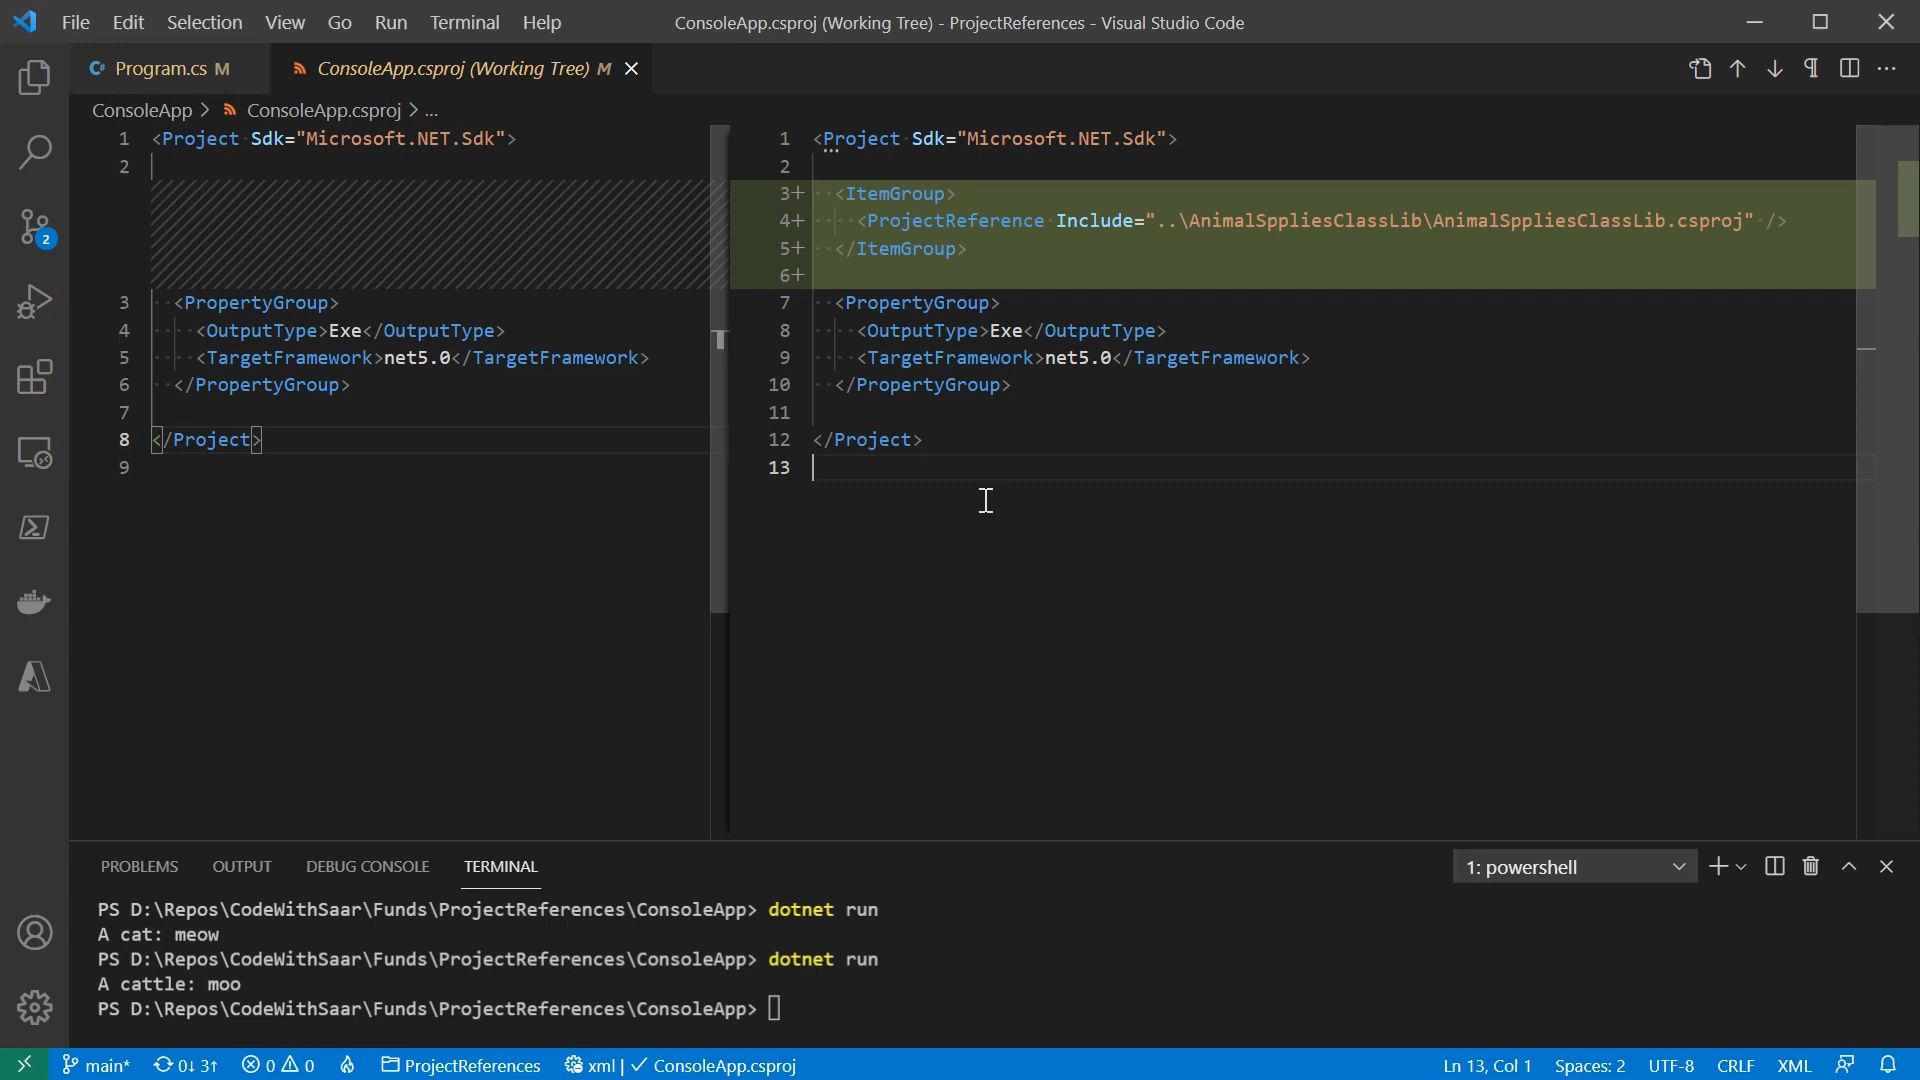 File Edit Selection View Go Run Terminal Help
ConsoleApp.csproj (Working Tree) - ProjectReferences - Visual Studio Code
Program.cs M
ConsoleApp.csproj (Working Tree) M
ConsoleApp > ConsoleApp.csproj > ...
1 <Project Sdk="Microsoft.NET.Sdk">
2
3 <PropertyGroup>
4 <OutputType>Exe</OutputType>
5 <TargetFramework>net5.0</TargetFramework>
6 </PropertyGroup>
7
8 </Project>
9
1 <Project Sdk="Microsoft.NET.Sdk">
2
3+ <ItemGroup>
4+ <ProjectReference Include="..\AnimalSppliesClassLib\AnimalSppliesClassLib.csproj" />
5+ </ItemGroup>
6+
7 <PropertyGroup>
8 <OutputType>Exe</OutputType>
9 <TargetFramework>net5.0</TargetFramework>
10 </PropertyGroup>
11
12 </Project>
13
2
PROBLEMS OUTPUT DEBUG CONSOLE TERMINAL
1: powershell
PS D:\Repos\CodeWithSaar\Funds\ProjectReferences\ConsoleApp> dotnet run
A cat: meow
PS D:\Repos\CodeWithSaar\Funds\ProjectReferences\ConsoleApp> dotnet run
A cattle: moo
PS D:\Repos\CodeWithSaar\Funds\ProjectReferences\ConsoleApp>
main* 0↓ 3↑ 0 0 ProjectReferences xml | ✓ ConsoleApp.csproj
Ln 13, Col 1 Spaces: 2 UTF-8 CRLF XML